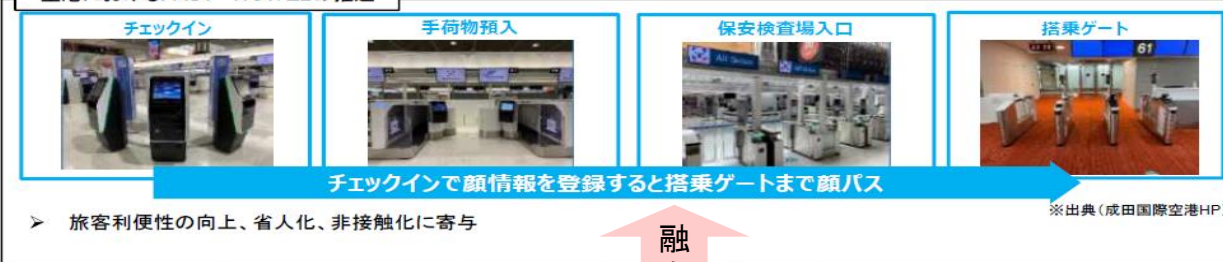 チェックイン
手荷物預入
保安検査場入口
搭乗ゲート
61
チェックインで顔情報を登録すると搭乗ゲートまで顔パス
➢ 旅客利便性の向上、省人化、非接触化に寄与
※出典(成田国際空港HP
融